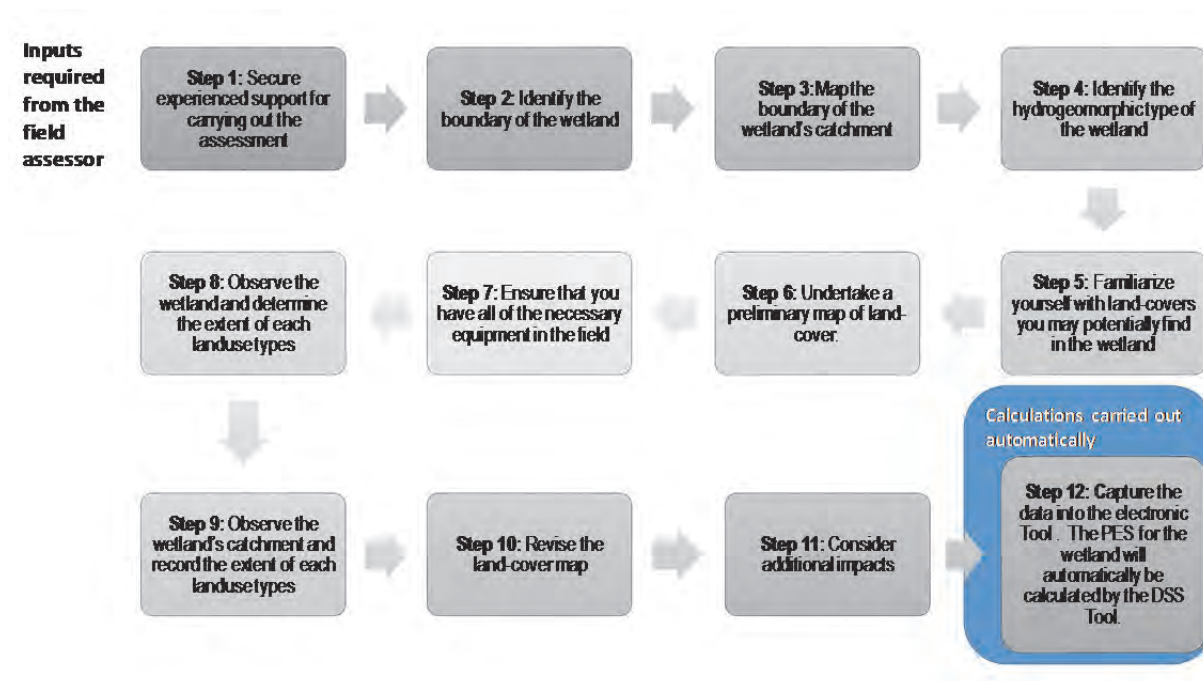 Inputs
required
from the
field
assessor
Step 1: Secure
experienced support for
carrying out the
assessment
Step 2: Identify the
boundary of the wetland
Step 3: Map the
boundary of the
wetland's catchment
Step 4: Identify the
hydrogeomorphic type of
the wetland
Step 5: Familiarize
yourself with land-covers
you may potentially find
in the wetland
Step 6: Undertake a
preliminary map of land-
cover.
Step 7: Ensure that you
have all of the necessary
equipment in the field
Step 8: Observe the
wetland and determine
the extent of each
landuse types
Step 9: Observe the
wetland's catchment and
record the extent of each
landuse types
Step 10: Revise the
land-cover map
Step 11: Consider
additional impacts
Calculations carried out
automatically
Step 12: Capture the
data into the electronic
Tool . The PES for the
wetland will
automatically be
calculated by the DSS
Tool.